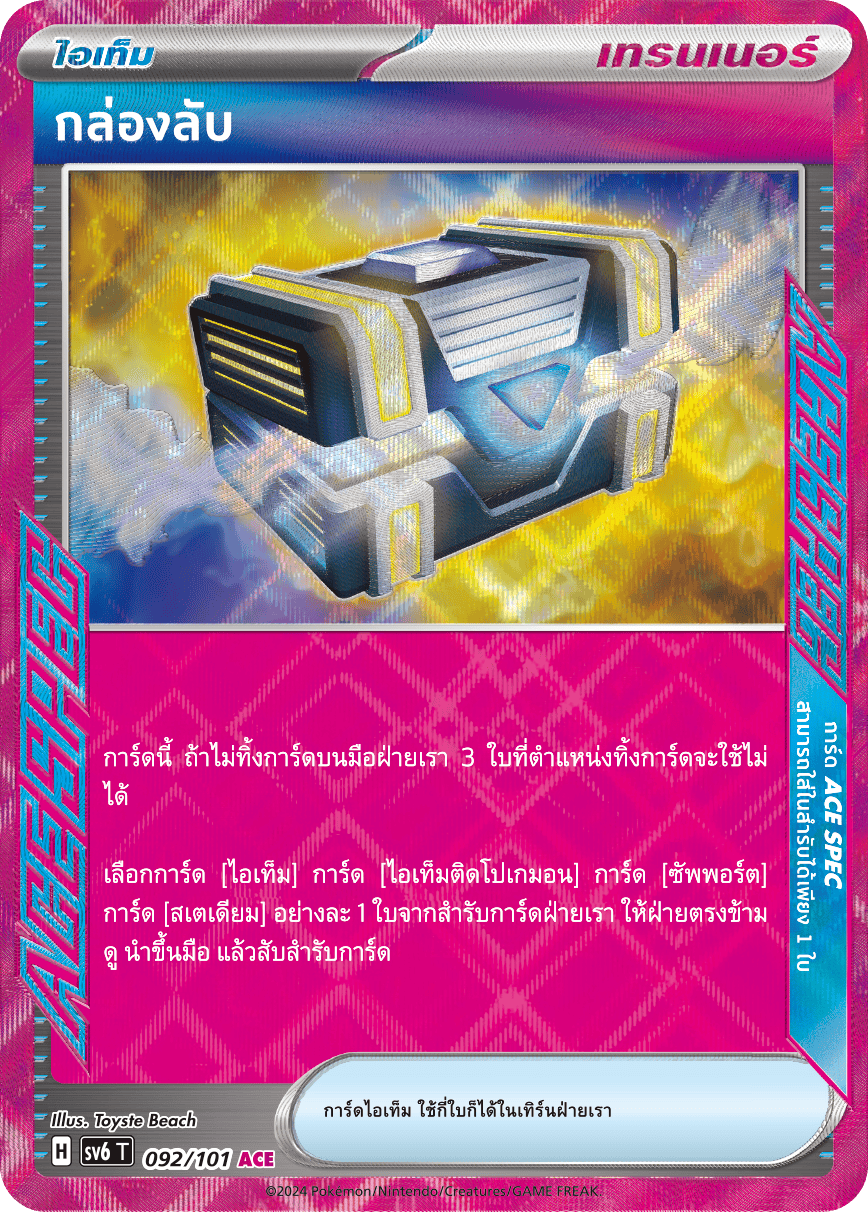 ไอเท็ม
เทรนเนอร์
กล่องลับ
ACE SPEC
ACE SPEC
การ์ดนี้ ถ้าไม่ทิ้งการ์ดบนมือฝ่ายเรา 3 ใบที่ตำแหน่งทิ้งการ์ดจะใช้ไม่
ได้
เลือกการ์ด [ไอเท็ม] การ์ด [ไอเท็มติดโปเกมอน] การ์ด [ซัพพอร์ต]
การ์ด [สเตเดียม] อย่างละ 1 ใบจากสำรับการ์ดฝ่ายเรา ให้ฝ่ายตรงข้าม
ดู นำขึ้นมือ แล้วสับสำรับการ์ด
การ์ด ACE SPEC
สามารถใส่ในสำรับได้เพียง 1 ใบ
การ์ดไอเท็ม ใช้กี่ใบก็ได้ในเทิร์นฝ่ายเรา
Illus. Toyste Beach
H sv6 T 092/101 ACE
©2024 Pokémon/Nintendo/Creatures/GAME FREAK.